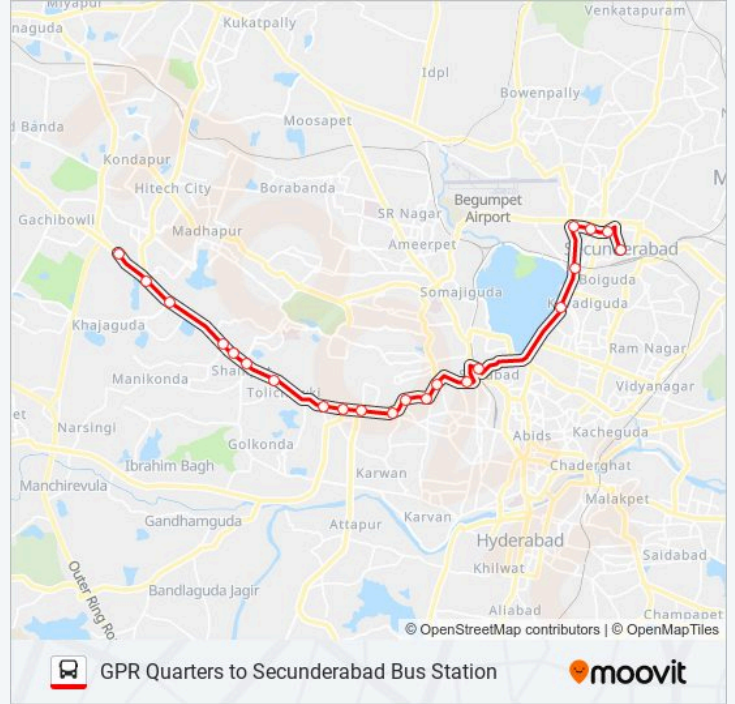 Miyapur
Venkatapuram
naguda
Kukatpally
Idpl
Bowenpally
Moosapet
d Banda
Kondapur
Hitech City
Borabanda
M
Begumpet
Airport
SR Nagar
Gachibowli
Madhapur
Ameerpet
Secunderabad
Boiguda
Somajiguda
Khajaguda
Ram Nagar
Manikonda
Vidyanagar
et
Narsingi
Abids
Kacheguda
Golkonda
Ibrahim Bagh
Chaderghat
Karwan
Manchirevula
Malakpet
Gandhamguda
Attapur
Karvan
Hyderabad
Saidabad
Khilwat
Outer Ring Ro
Bandlaguda Jagir
Aliabad
Champapet
© OpenStreetMap contributors | © OpenMapTiles
GPR Quarters to Secunderabad Bus Station
moovit